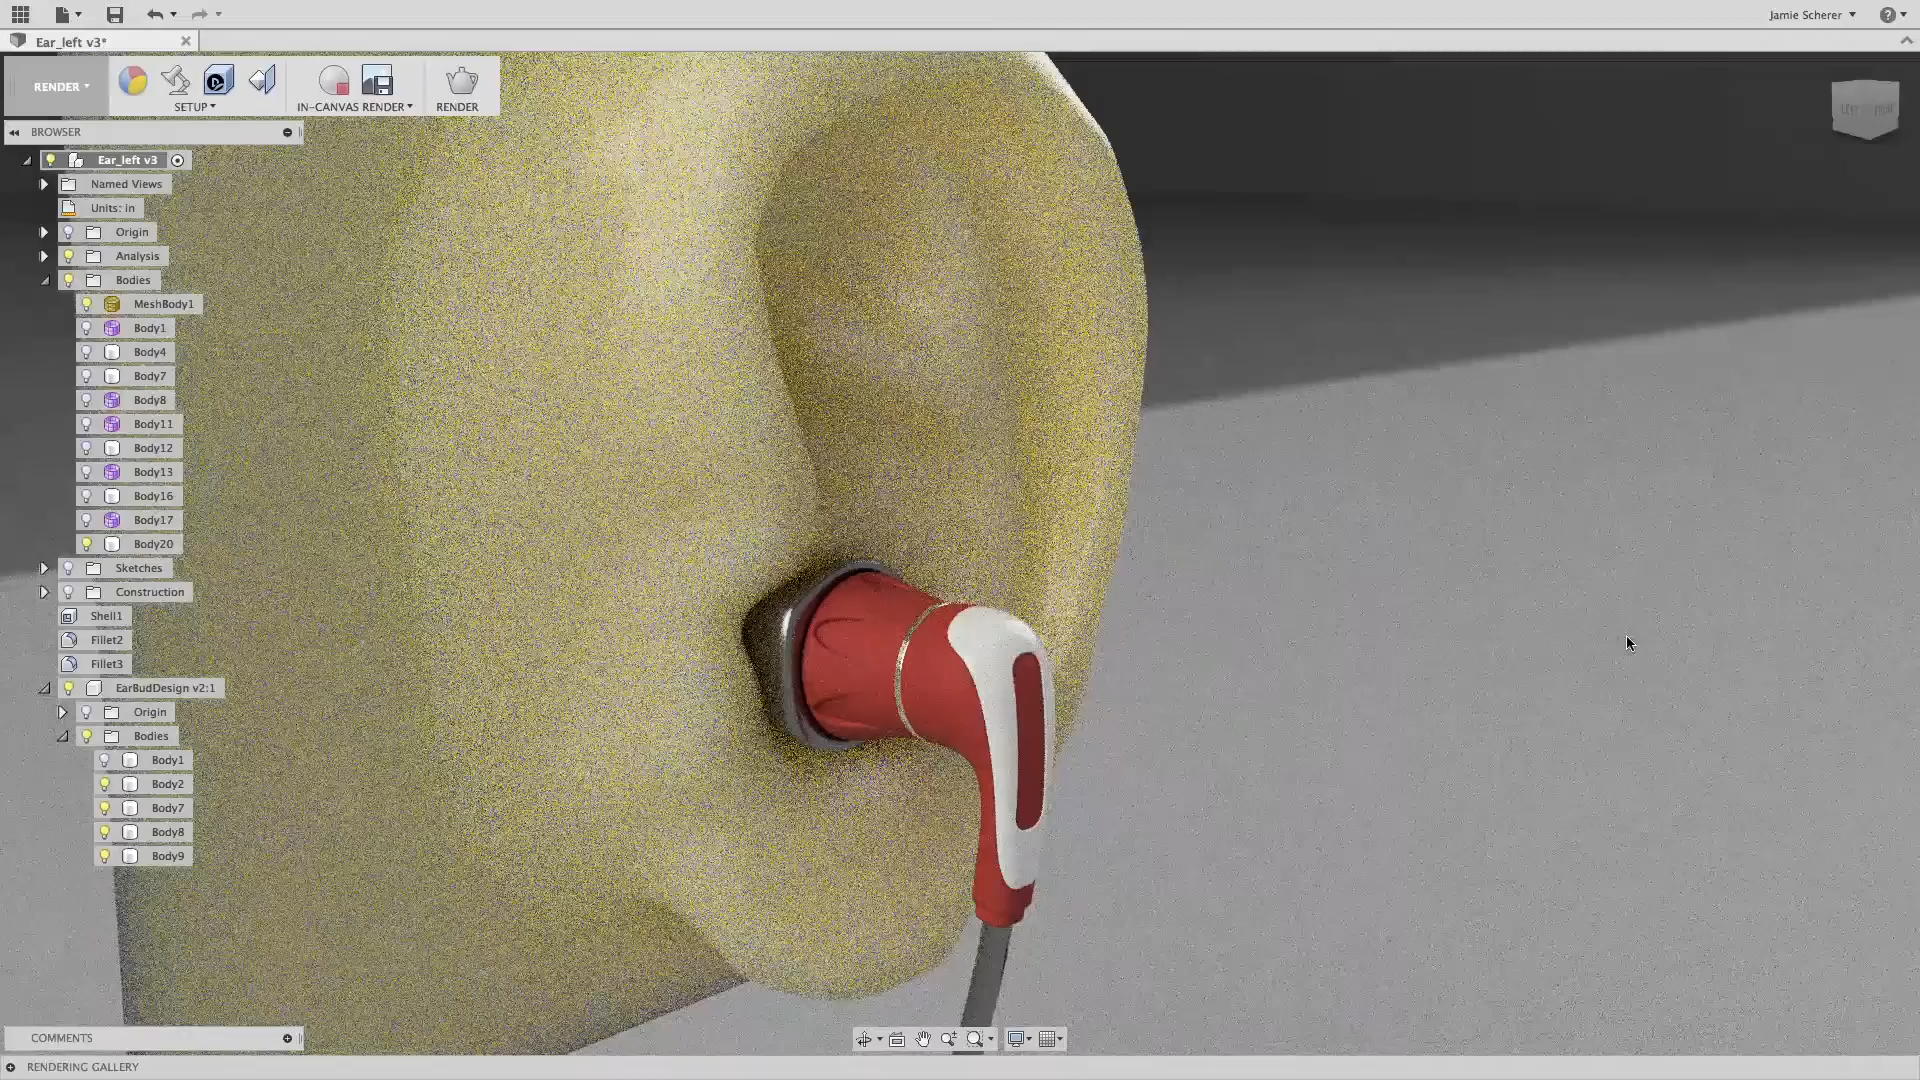 Jamie Scherer
Ear_left v3*
RENDER
SETUP
IN-CANVAS RENDER
RENDER
BROWSER
Ear_left v3
Named Views
Units: in
Origin
Analysis
Bodies
MeshBody1
Body1
Body4
Body7
Body8
Body11
Body12
Body13
Body16
Body17
Body20
Sketches
Construction
Shell1
Fillet2
Fillet3
EarBudDesign v2:1
Origin
Bodies
Body1
Body2
Body7
Body8
Body9
COMMENTS
RENDERING GALLERY